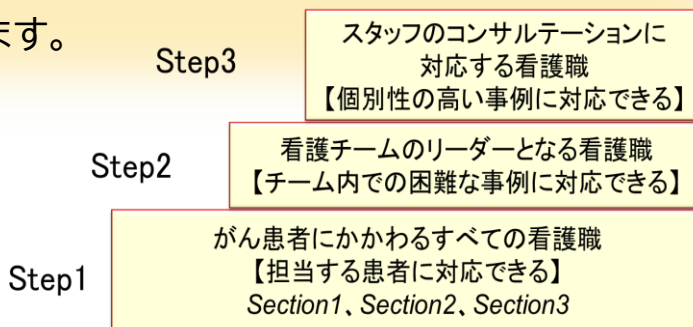 ます。
Step3
スタッフのコンサルテーションに
対応する看護職
【個別性の高い事例に対応できる】
Step2
看護チームのリーダーとなる看護職
【チーム内での困難な事例に対応できる】
Step1
がん患者にかかわるすべての看護職
【担当する患者に対応できる】
Section1、Section2、Section3